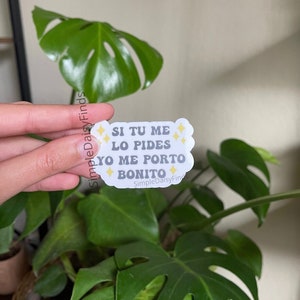 SimpleDaisyFinds
SI TU ME
LO PIDES
YO ME PORTO
BONITO
SimpleDaisyFinds